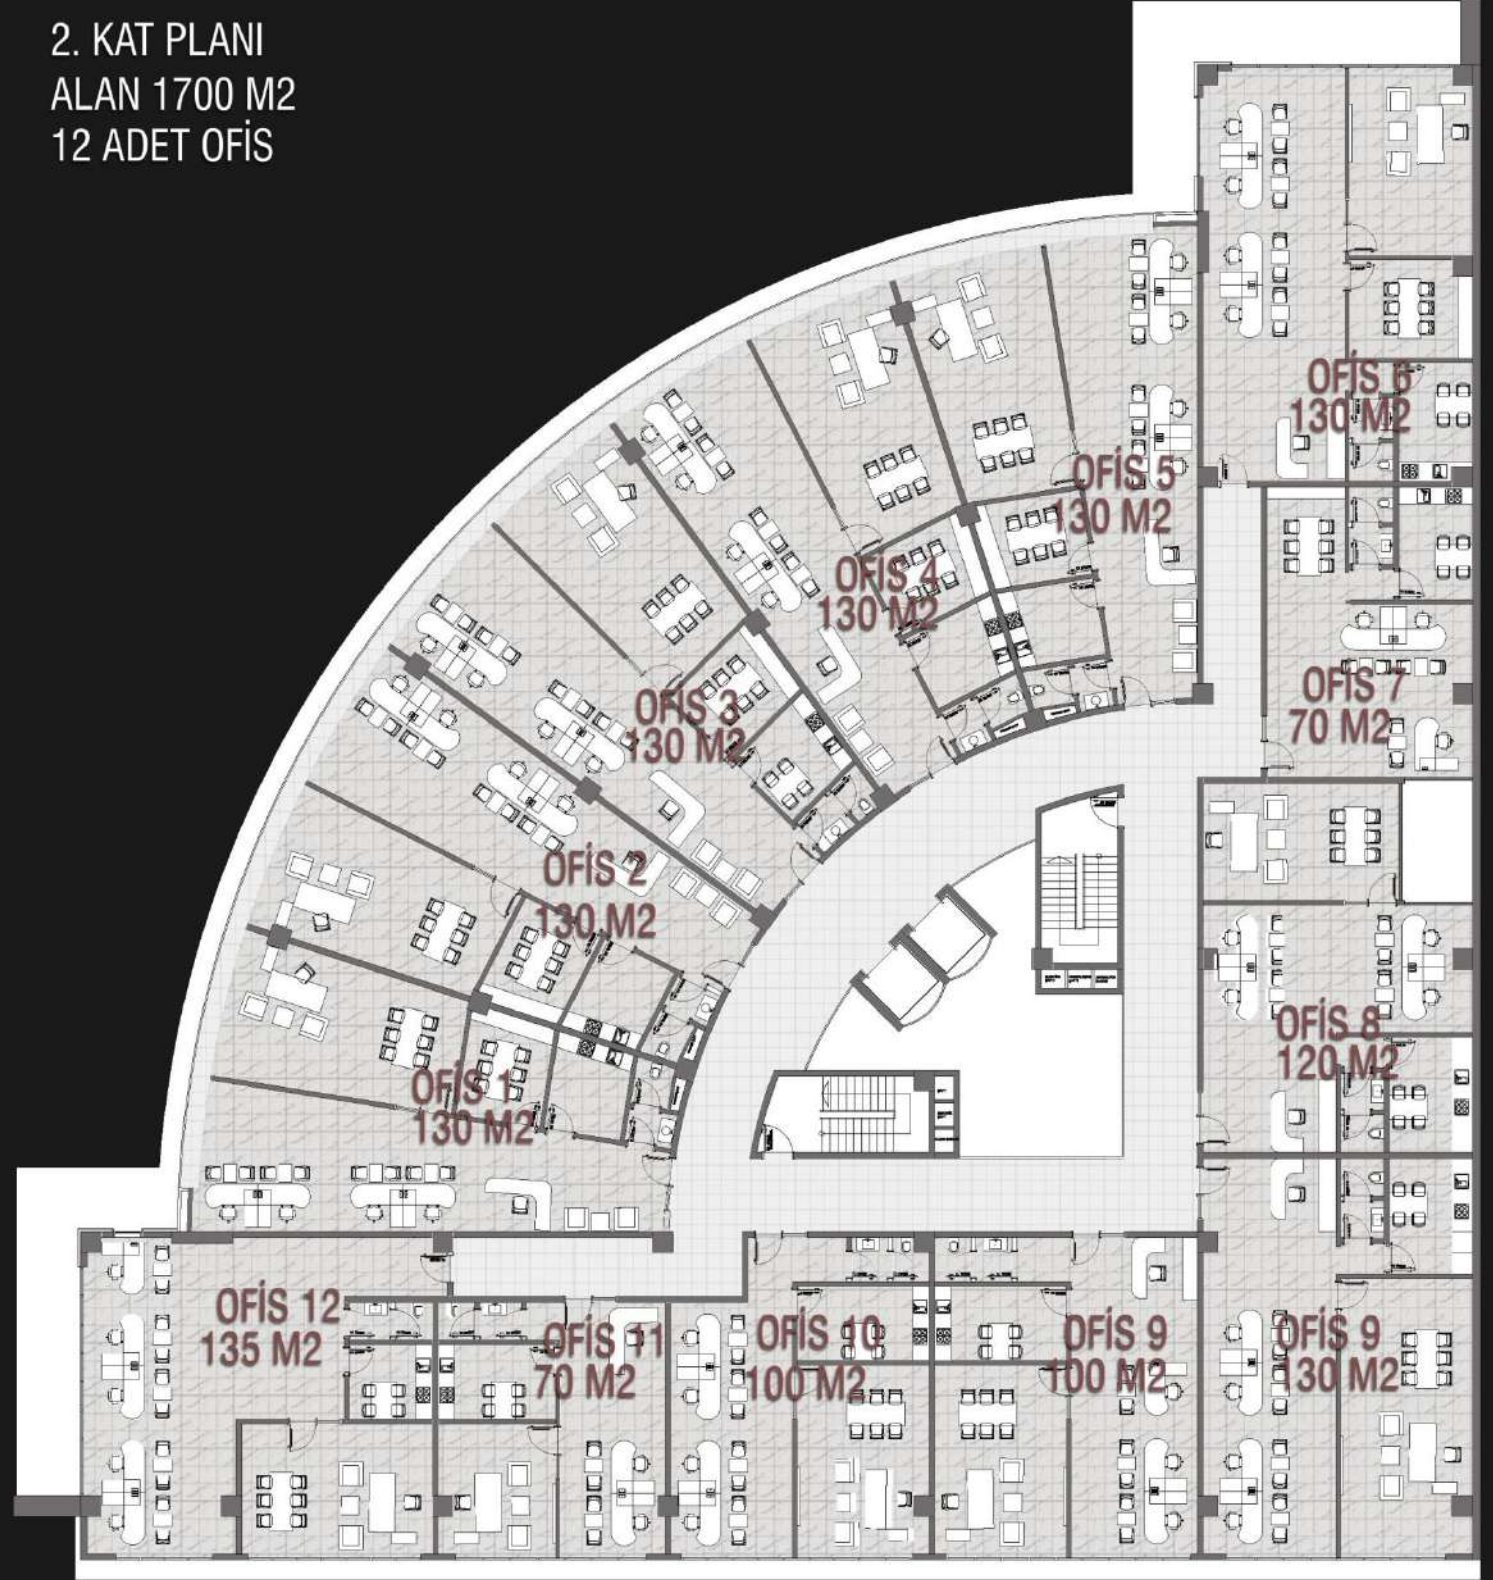 2. KAT PLANI
ALAN 1700 M2
12 ADET OFİS
OFİS 6
130 M2
OFİS 5
130 M2
OFİS 4
130 M2
OFİS 7
70 M2
OFİS 3
130 M2
OFİS 2
130 M2
OFİS 8
120 M2
OFİS 1
130 M2
OFİS 12
135 M2
OFİS 11
70 M2
OFİS 10
100 M2
OFİS 9
100 M2
OFİS 9
130 M2